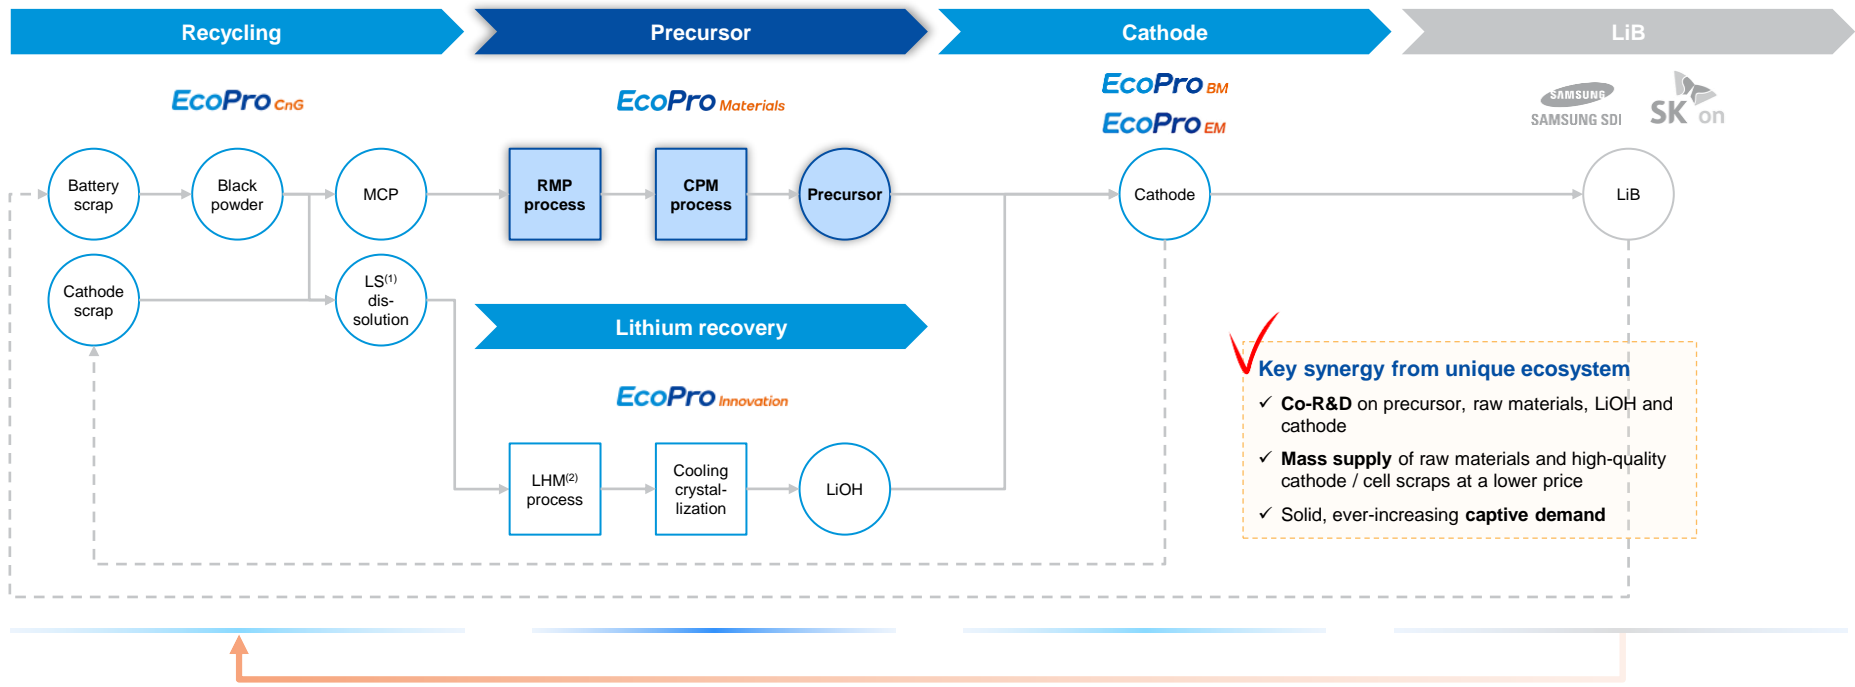 Recycling
Precursor
Cathode
LiB
EcoPro CnG
EcoPro Materials
EcoPro BM
EcoPro EM
SAMSUNG
SAMSUNG SDI
SK on
Battery
scrap
Black
powder
MCP
RMP
process
CPM
process
Precursor
Cathode
LiB
Cathode
scrap
LS(1)
dis-
solution
Lithium recovery
EcoPro Innovation
LHM(2)
process
Cooling
crystal-
lization
LiOH
Key synergy from unique ecosystem
✓ Co-R&D on precursor, raw materials, LiOH and
cathode
✓ Mass supply of raw materials and high-quality
cathode / cell scraps at a lower price
✓ Solid, ever-increasing captive demand